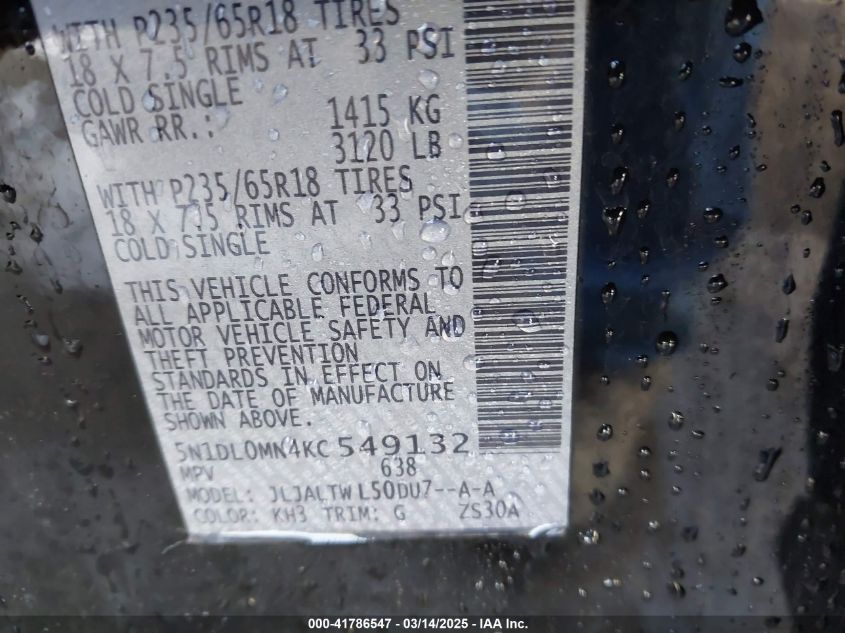 WITH P235/65R18 TIRES
18 X 7.5 RIMS AT 33 PSI
COLD SINGLE
GAWR RR.: 1415 KG
3120 LB
WITH P235/65R18 TIRES
18 X 7.5 RIMS AT 33 PSI
COLD SINGLE
THIS VEHICLE CONFORMS TO
ALL APPLICABLE FEDERAL
MOTOR VEHICLE SAFETY AND
THEFT PREVENTION
STANDARDS IN EFFECT ON
THE DATE OF MANUFACTURE
SHOWN ABOVE.
5N1DL0MN4KC549132
MPV 638
MODEL: JLJALTWL50DU7--A-A
COLOR: KH3 TRIM: G ZS30A
000-41786547 - 03/14/2025 - IAA Inc.